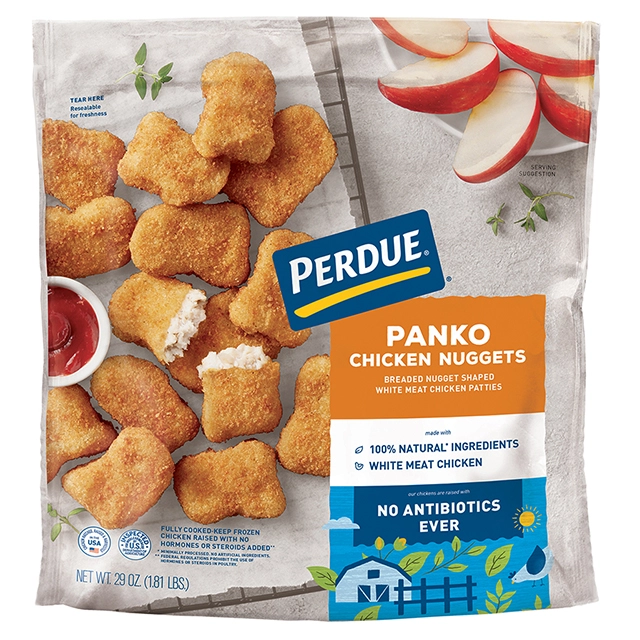 TEAR HERE
Resealable
for freshness
SERVING
SUGGESTION
PERDUE®
®
PANKO
CHICKEN NUGGETS
BREADED NUGGET SHAPED
WHITE MEAT CHICKEN PATTIES
made with
100% NATURAL* INGREDIENTS
WHITE MEAT CHICKEN
our chickens are raised with
NO ANTIBIOTICS
EVER
USA
INSPECTED
U.S.
FULLY COOKED-KEEP FROZEN
CHICKEN RAISED WITH NO
HORMONES OR STEROIDS ADDED**
* MINIMALLY PROCESSED, NO ARTIFICIAL INGREDIENTS.
** FEDERAL REGULATIONS PROHIBIT THE USE OF
HORMONES OR STEROIDS IN POULTRY.
NET WT. 29 OZ. (1.81 LBS.)